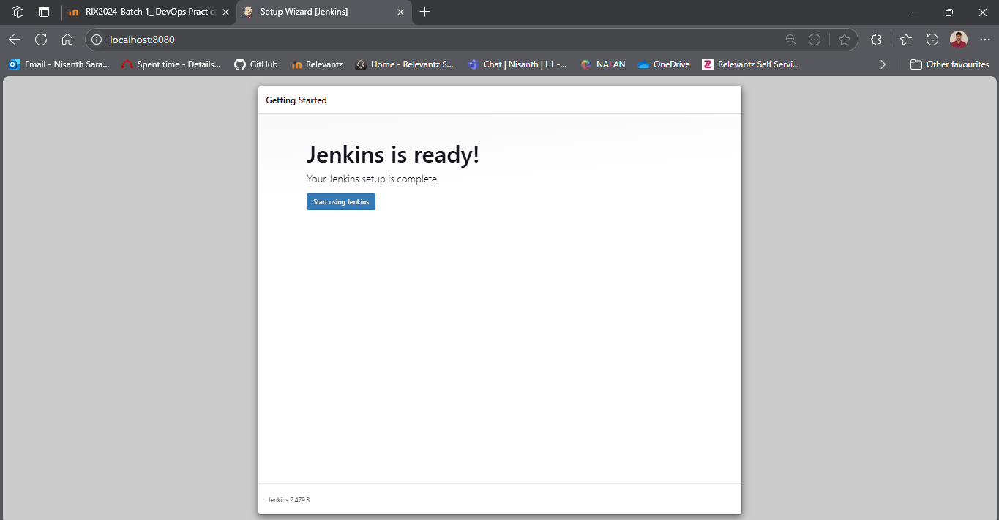 RIX2024-Batch 1_ DevOps Practic
Setup Wizard [Jenkins]
localhost:8080
Email - Nisanth Sara...
Spent time - Details...
GitHub
Relevantz
Home - Relevantz S...
Chat | Nisanth | L1 -...
NALAN
OneDrive
Relevantz Self Servi...
Other favourites
Getting Started
Jenkins is ready!
Your Jenkins setup is complete.
Start using Jenkins
Jenkins 2.479.3